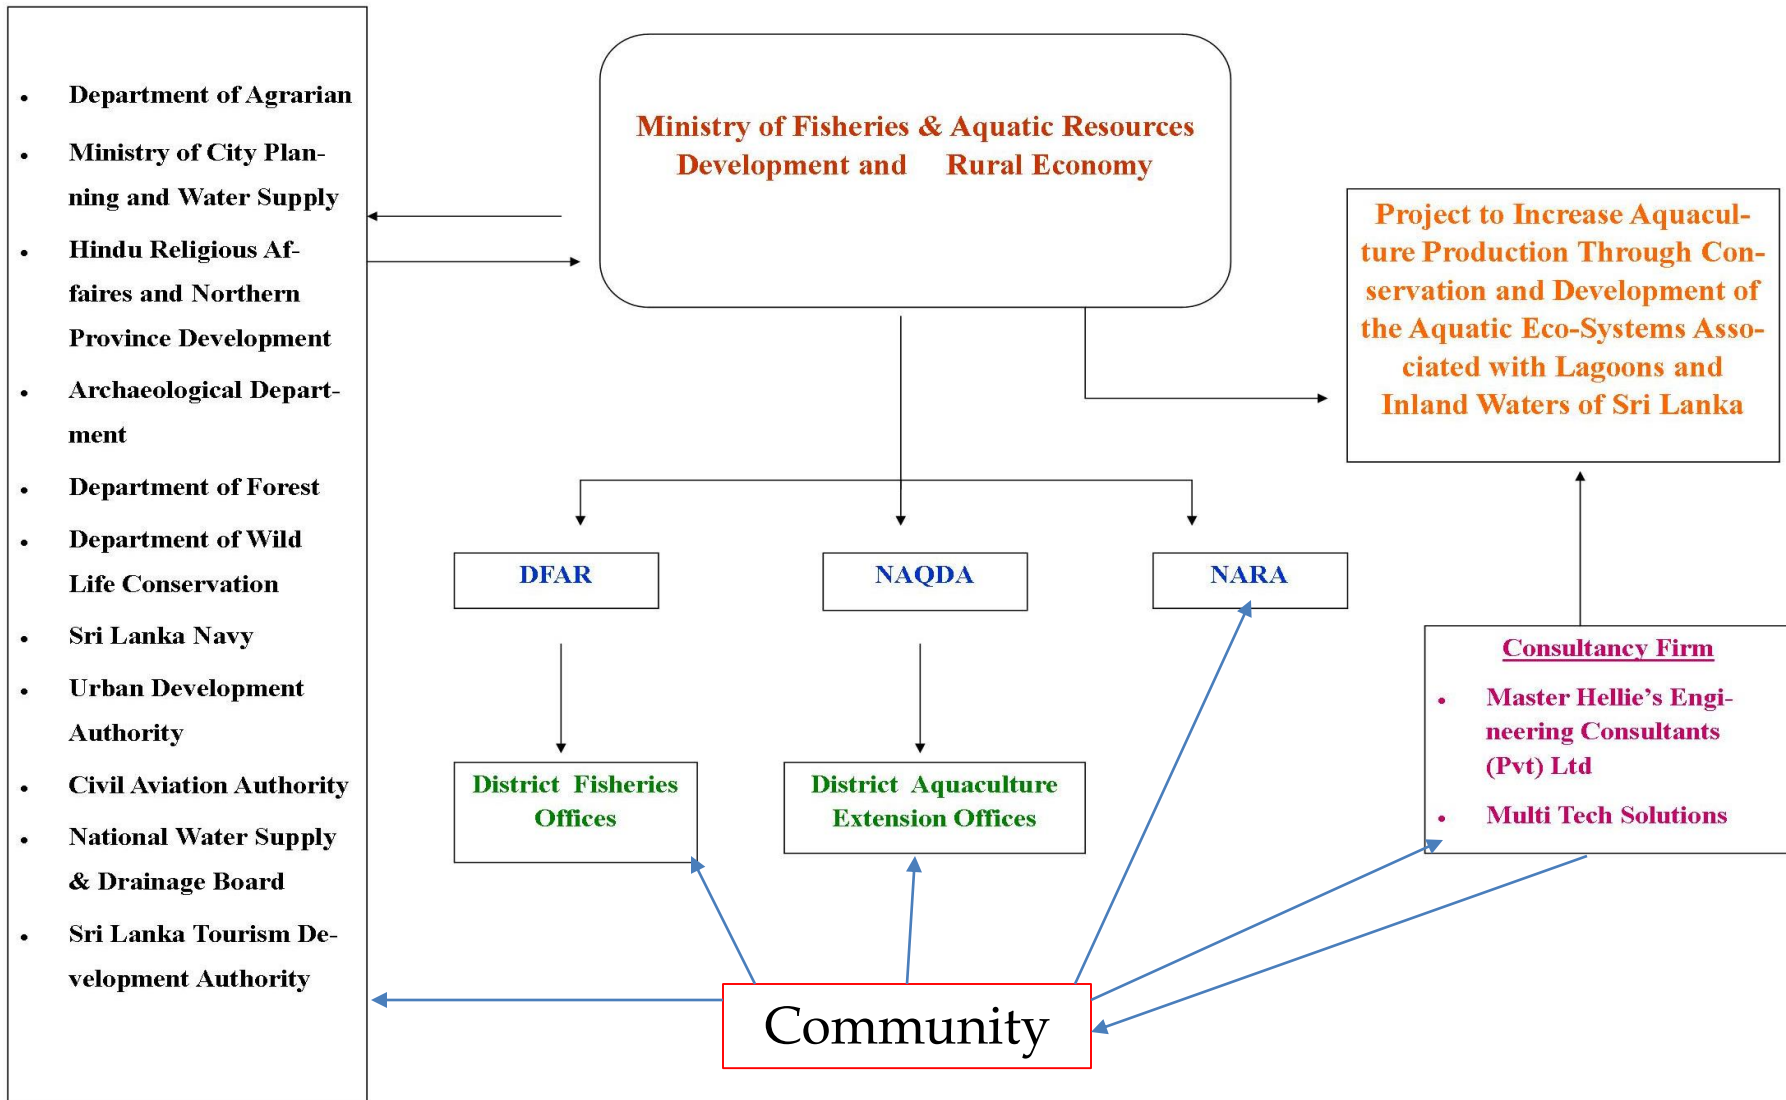 • Department of Agrarian
• Ministry of City Plan-
ning and Water Supply
• Hindu Religious Af-
faires and Northern
Province Development
• Archaeological Depart-
ment
• Department of Forest
• Department of Wild
Life Conservation
• Sri Lanka Navy
• Urban Development
Authority
• Civil Aviation Authority
• National Water Supply
& Drainage Board
• Sri Lanka Tourism De-
velopment Authority
Ministry of Fisheries & Aquatic Resources
Development and Rural Economy
Project to Increase Aquacul-
ture Production Through Con-
servation and Development of
the Aquatic Eco-Systems Asso-
ciated with Lagoons and
Inland Waters of Sri Lanka
DFAR
NAQDA
NARA
Consultancy Firm
• Master Hellie’s Engi-
neering Consultants
(Pvt) Ltd
• Multi Tech Solutions
District Fisheries
Offices
District Aquaculture
Extension Offices
Community